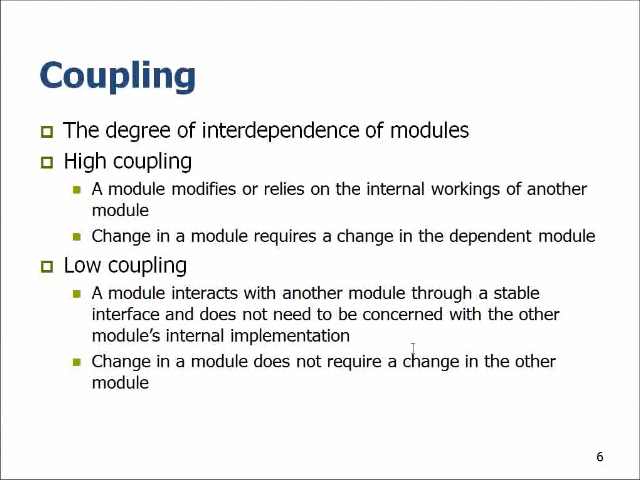 Coupling
The degree of interdependence of modules
High coupling
A module modifies or relies on the internal workings of another
module
Change in a module requires a change in the dependent module
Low coupling
A module interacts with another module through a stable
interface and does not need to be concerned with the other
module's internal implementation
Change in a module does not require a change in the other
module
6